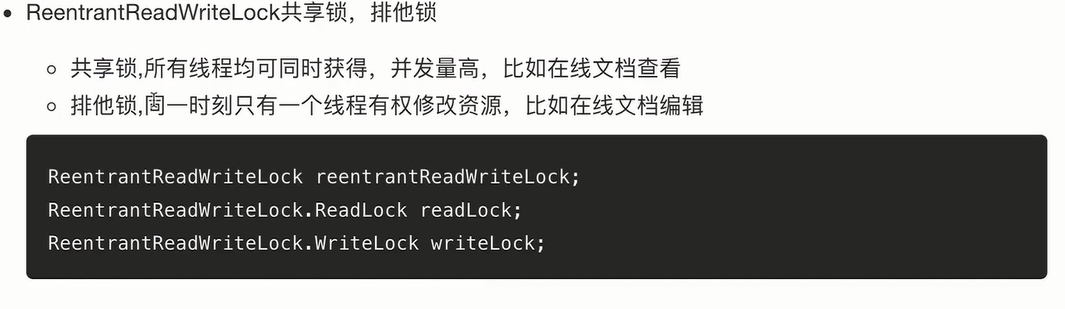 ReentrantReadWriteLock共享锁，排他锁
共享锁,所有线程均可同时获得，并发量高，比如在线文档查看
排他锁,同一时刻只有一个线程有权修改资源，比如在线文档编辑
ReentrantReadWriteLock reentrantReadWriteLock;
ReentrantReadWriteLock.ReadLock readLock;
ReentrantReadWriteLock.WriteLock writeLock;